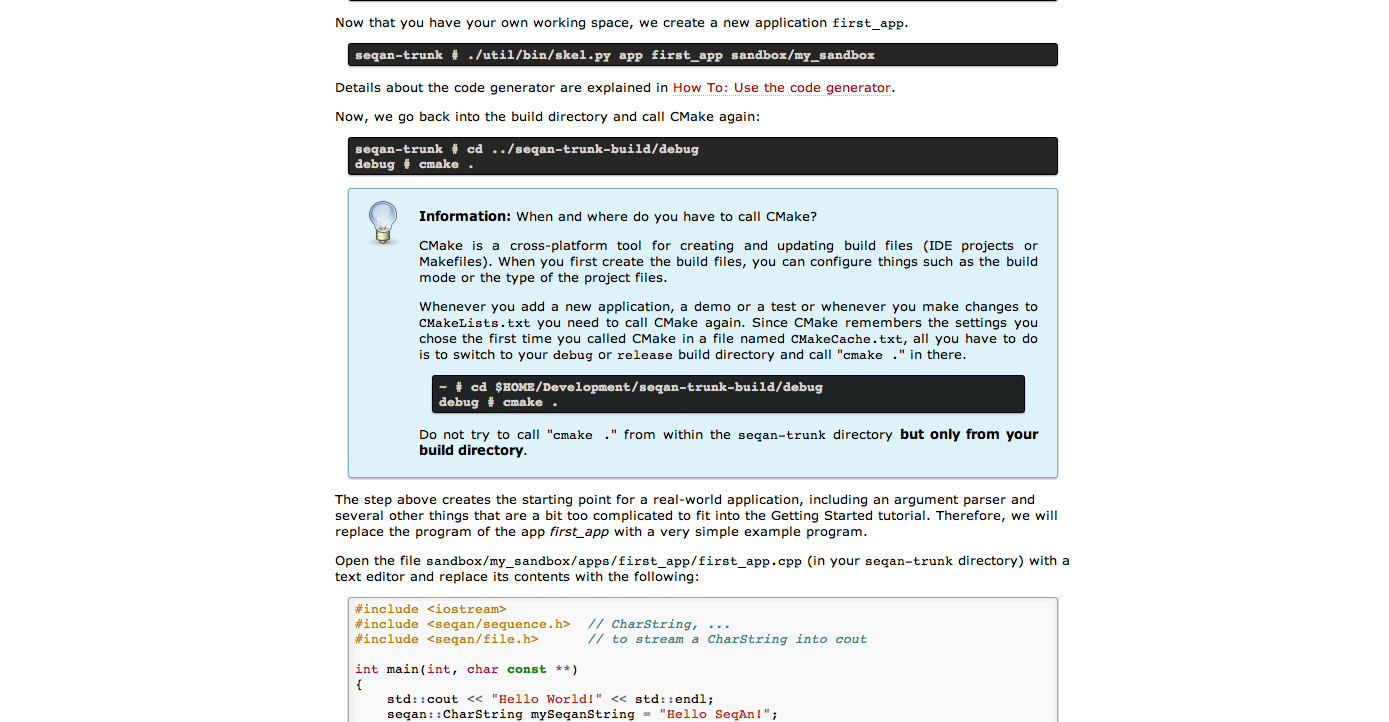 Now that you have your own working space, we create a new application first_app.
seqan-trunk # ./util/bin/skel.py app first_app sandbox/my_sandbox
Details about the code generator are explained in How To: Use the code generator.
Now, we go back into the build directory and call CMake again:
seqan-trunk # cd ../seqan-trunk-build/debug
debug # cmake .
Information: When and where do you have to call CMake?
CMake is a cross-platform tool for creating and updating build files (IDE projects or
Makefiles). When you first create the build files, you can configure things such as the build
mode or the type of the project files.
Whenever you add a new application, a demo or a test or whenever you make changes to
CMakeLists.txt you need to call CMake again. Since CMake remembers the settings you
chose the first time you called CMake in a file named CMakeCache.txt, all you have to do
is to switch to your debug or release build directory and call "cmake ." in there.
~ # cd $HOME/Development/seqan-trunk-build/debug
debug # cmake .
Do not try to call "cmake ." from within the seqan-trunk directory but only from your
build directory.
The step above creates the starting point for a real-world application, including an argument parser and
several other things that are a bit too complicated to fit into the Getting Started tutorial. Therefore, we will
replace the program of the app first_app with a very simple example program.
Open the file sandbox/my_sandbox/apps/first_app/first_app.cpp (in your seqan-trunk directory) with a
text editor and replace its contents with the following:
#include <iostream>
#include <seqan/sequence.h>  // CharString, ...
#include <seqan/file.h>      // to stream a CharString into cout
int main(int, char const **)
{
    std::cout << "Hello World!" << std::endl;
    seqan::CharString mySeqanString = "Hello SeqAn!";